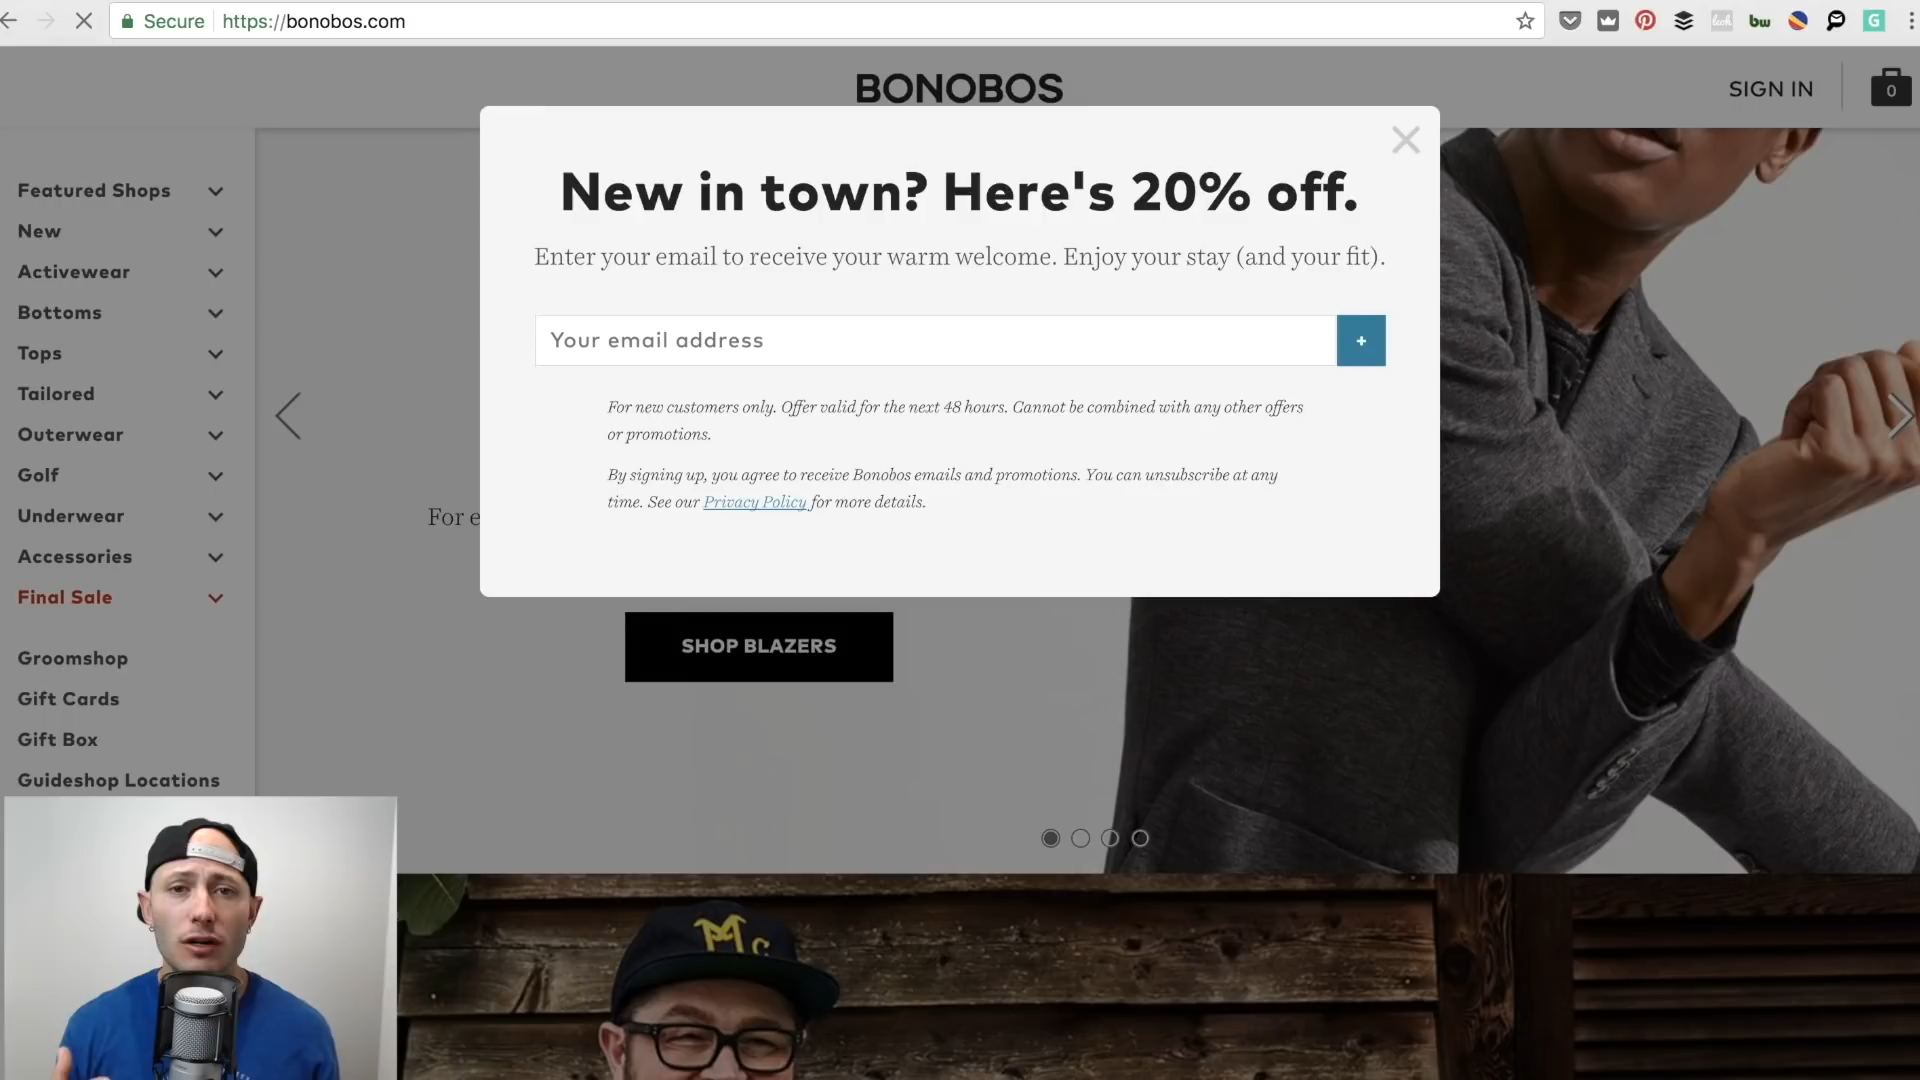 Secure https://bonobos.com
bw
G
BONOBOS
SIGN IN
0
New in town? Here's 20% off.
Enter your email to receive your warm welcome. Enjoy your stay (and your fit).
Your email address
+
For new customers only. Offer valid for the next 48 hours. Cannot be combined with any other offers
or promotions.
By signing up, you agree to receive Bonobos emails and promotions. You can unsubscribe at any
time. See our Privacy Policy for more details.
Featured Shops
New
Activewear
Bottoms
Tops
Tailored
Outerwear
Golf
Underwear
Accessories
Final Sale
Groomshop
Gift Cards
Gift Box
Guideshop Locations
For e
SHOP BLAZERS
Mc